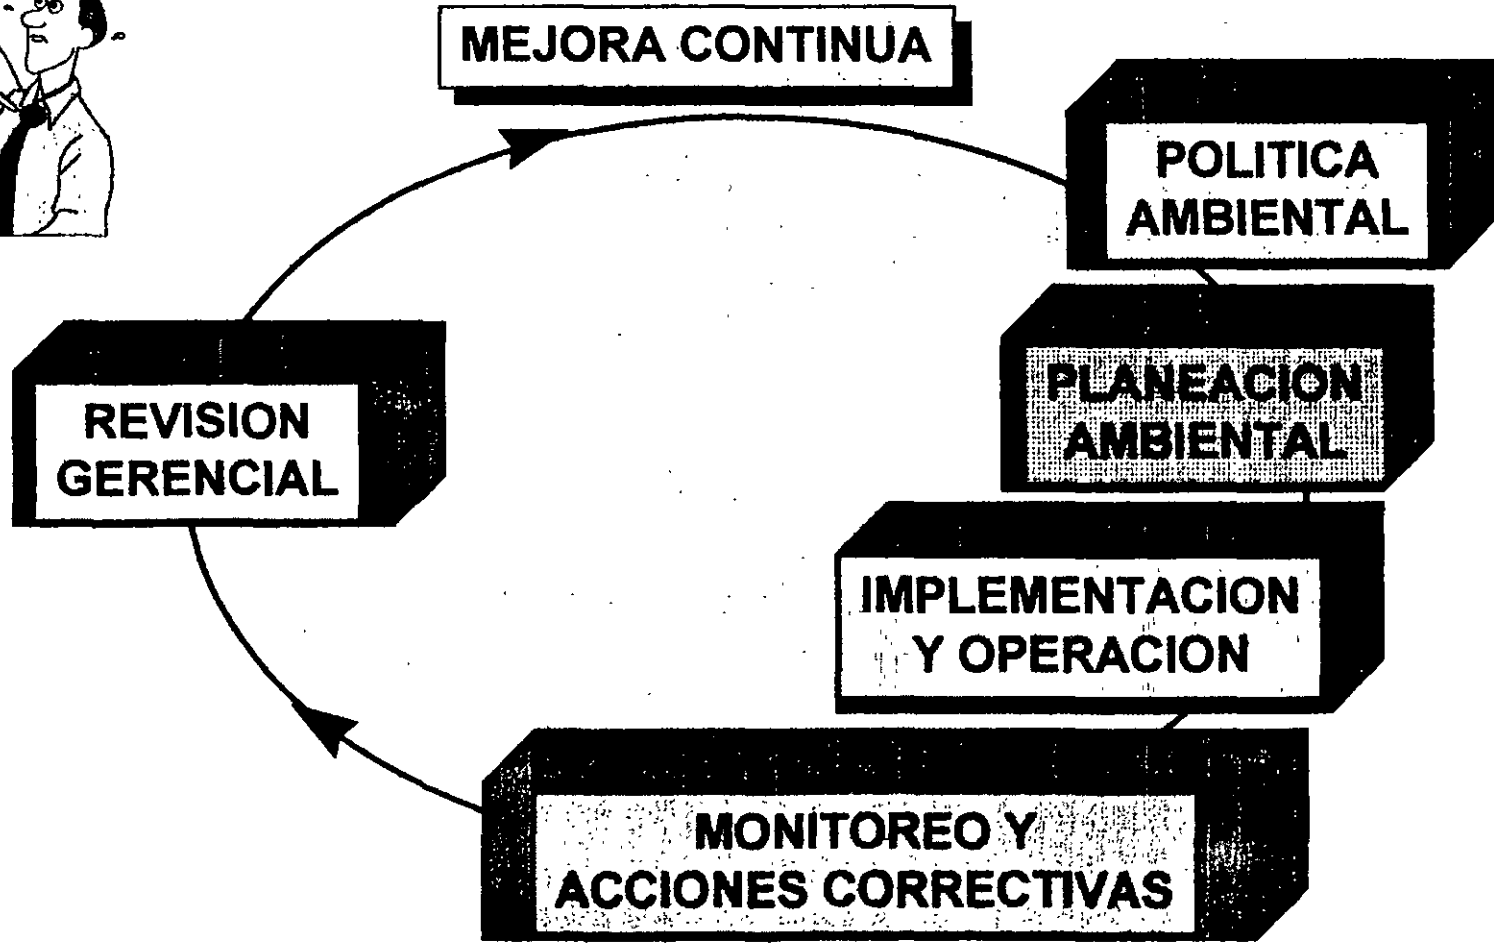 MEJORA CONTINUA
POLITICA
AMBIENTAL
PLANEACION
AMBIENTAL
IMPLEMENTACION
Y OPERACION
MONITOREO Y
ACCIONES CORRECTIVAS
REVISION
GERENCIAL